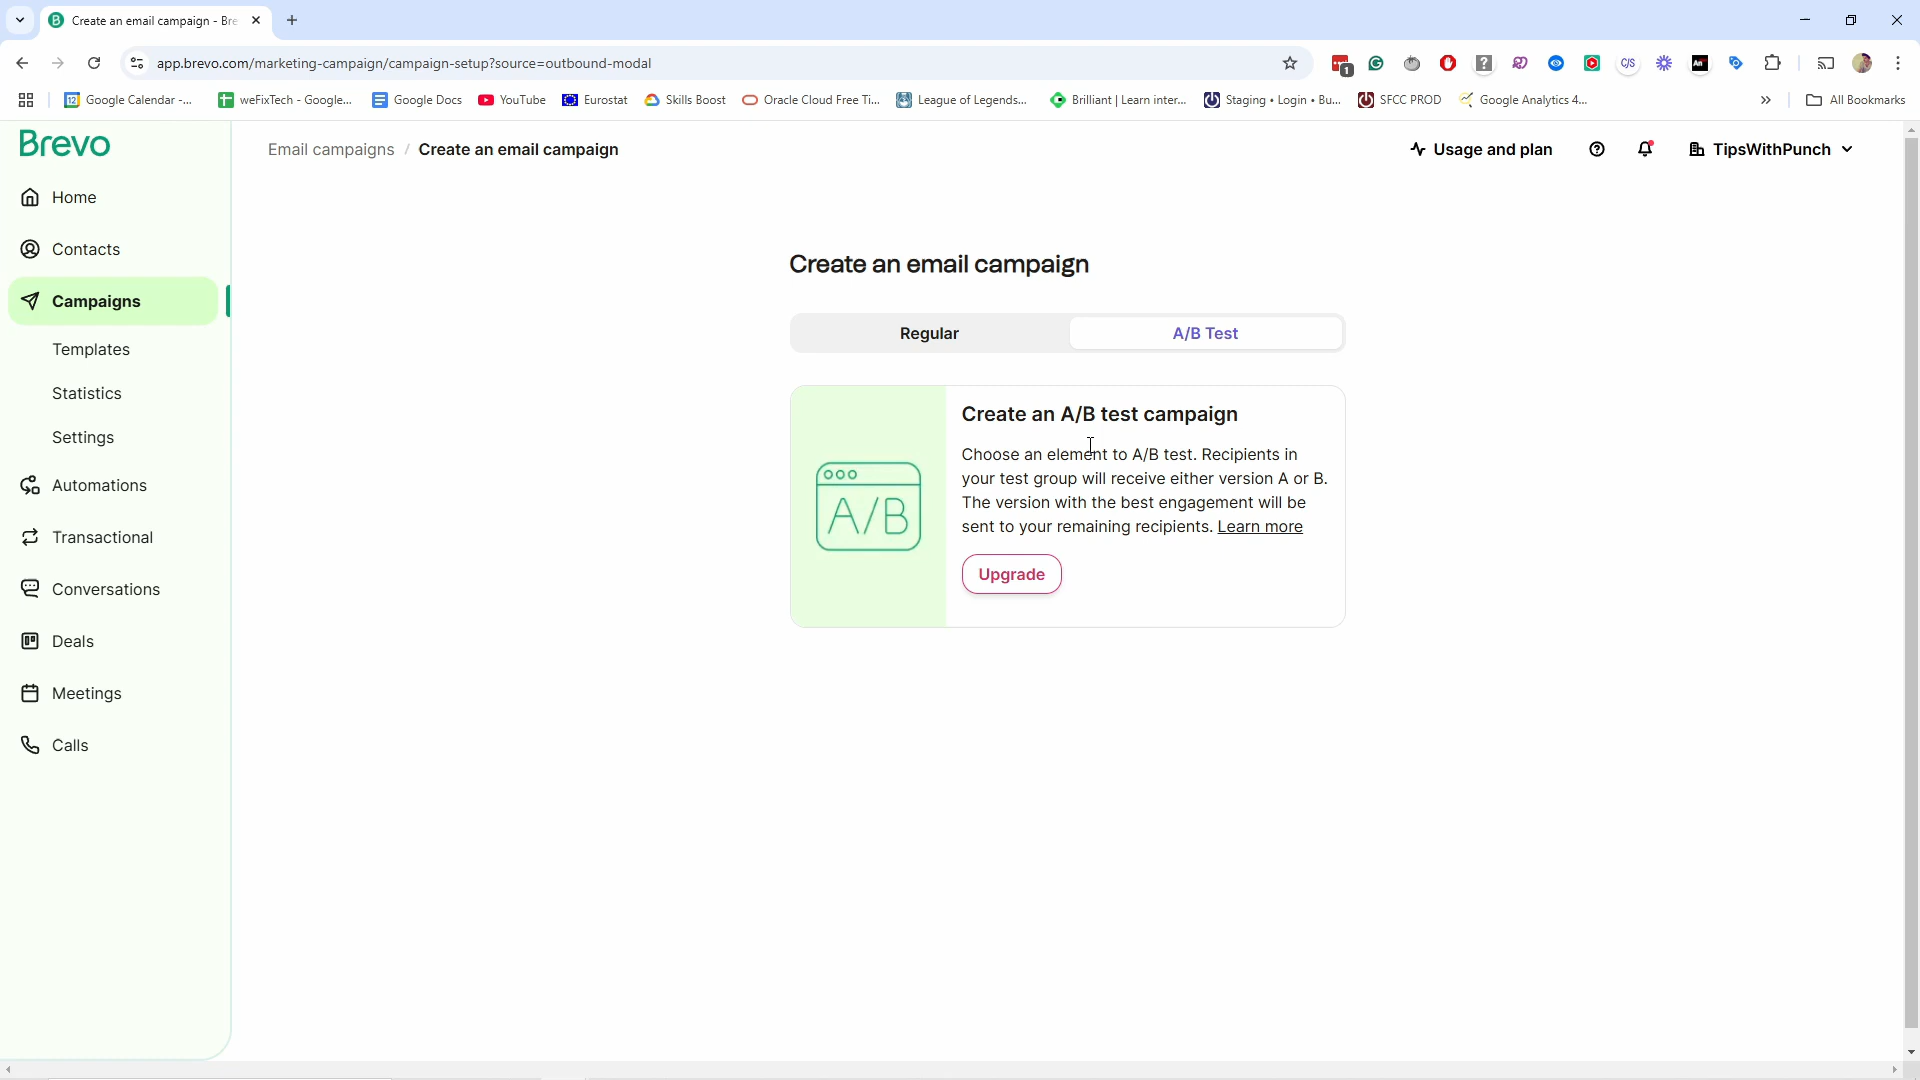 Create an email campaign - Bre
app.brevo.com/marketing-campaign/campaign-setup?source=outbound-modal
1
C/S
An
Google Calendar -...
weFixTech - Google...
Google Docs
YouTube
Eurostat
Skills Boost
Oracle Cloud Free Ti...
League of Legends...
Brilliant | Learn inter...
Staging • Login • Bu...
SFCC PROD
Google Analytics 4...
All Bookmarks
Brevo
Email campaigns / Create an email campaign
Usage and plan
TipsWithPunch
Home
Contacts
Campaigns
Templates
Statistics
Settings
Automations
Transactional
Conversations
Deals
Meetings
Calls
Create an email campaign
Regular
A/B Test
A/B
Create an A/B test campaign
Choose an element to A/B test. Recipients in
your test group will receive either version A or B.
The version with the best engagement will be
sent to your remaining recipients. Learn more
Upgrade